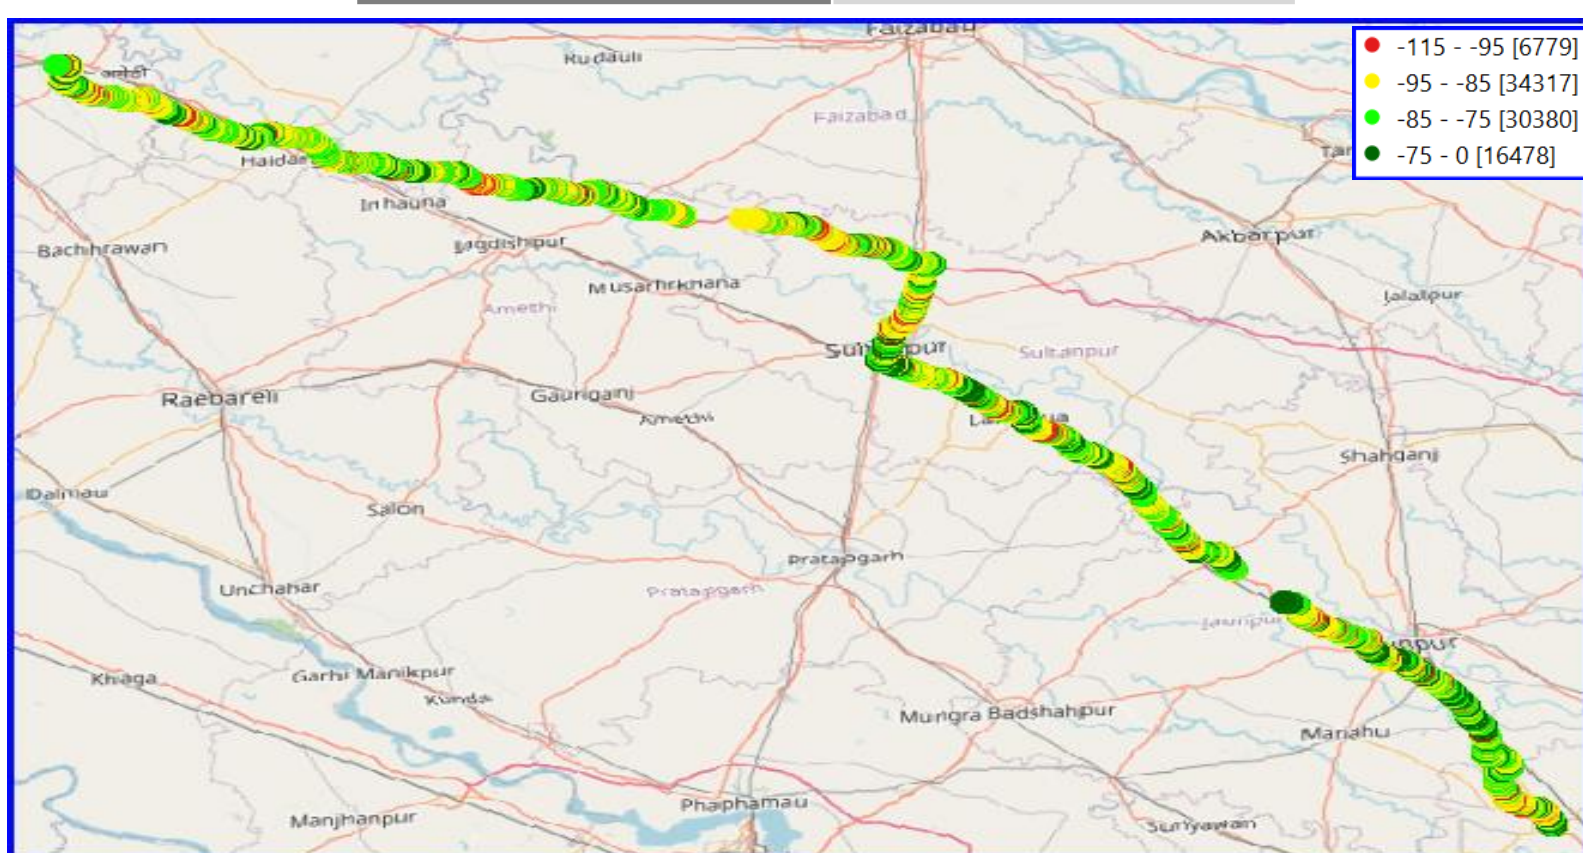 Faizabad
Rudauli
-115 - -95 [6779]
-95 - -85 [34317]
-85 - -75 [30380]
-75 - 0 [16478]
Faizabad
Haidar
Inhauna
Jagdishpur
Bachhrawan
Akbarpur
Musafirkhana
Jalalpur
Amethi
Sultanpur
Raebareli
Gauriganj
Amethi
Shahganj
Dalmau
Salon
Pratapgarh
Unchahar
Pratapgarh
Jaunpur
Khaga
Garhi Manikpur
Kunda
Mungra Badshahpur
Mariahu
Phaphamau
Manjhanpur
Suriyawan